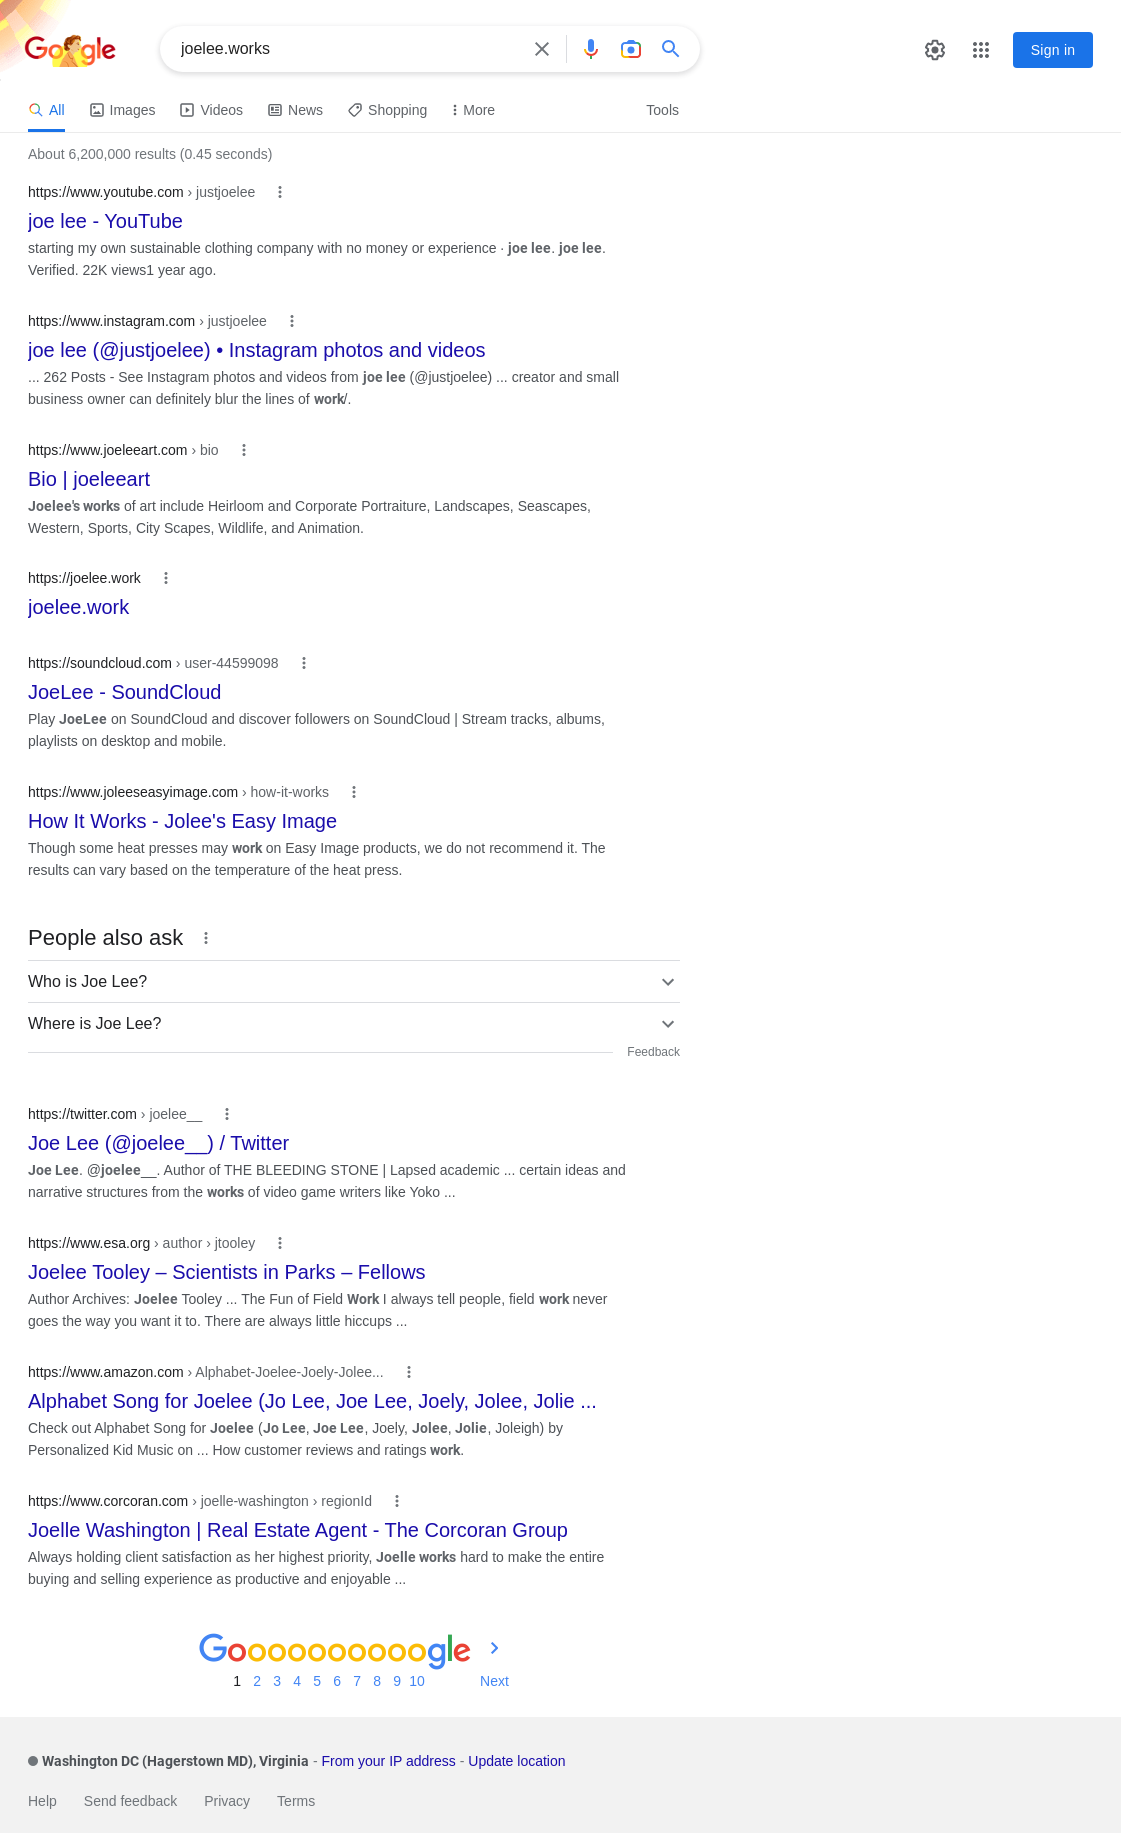 Google
joelee.works
Sign in
All Images Videos News Shopping More Tools
About 6,200,000 results (0.45 seconds)
https://www.youtube.com › justjoelee
joe lee - YouTube
starting my own sustainable clothing company with no money or experience · joe lee. joe lee.
Verified. 22K views1 year ago.
https://www.instagram.com › justjoelee
joe lee (@justjoelee) • Instagram photos and videos
... 262 Posts - See Instagram photos and videos from joe lee (@justjoelee) ... creator and small
business owner can definitely blur the lines of work/.
https://www.joeleeart.com › bio
Bio | joeleeart
Joelee's works of art include Heirloom and Corporate Portraiture, Landscapes, Seascapes,
Western, Sports, City Scapes, Wildlife, and Animation.
https://joelee.work
joelee.work
https://soundcloud.com › user-44599098
JoeLee - SoundCloud
Play JoeLee on SoundCloud and discover followers on SoundCloud | Stream tracks, albums,
playlists on desktop and mobile.
https://www.joleeseasyimage.com › how-it-works
How It Works - Jolee's Easy Image
Though some heat presses may work on Easy Image products, we do not recommend it. The
results can vary based on the temperature of the heat press.
People also ask
Who is Joe Lee?
Where is Joe Lee?
Feedback
https://twitter.com › joelee__
Joe Lee (@joelee__) / Twitter
Joe Lee. @joelee__. Author of THE BLEEDING STONE | Lapsed academic ... certain ideas and
narrative structures from the works of video game writers like Yoko ...
https://www.esa.org › author › jtooley
Joelee Tooley – Scientists in Parks – Fellows
Author Archives: Joelee Tooley ... The Fun of Field Work I always tell people, field work never
goes the way you want it to. There are always little hiccups ...
https://www.amazon.com › Alphabet-Joelee-Joely-Jolee...
Alphabet Song for Joelee (Jo Lee, Joe Lee, Joely, Jolee, Jolie ...
Check out Alphabet Song for Joelee (Jo Lee, Joe Lee, Joely, Jolee, Jolie, Joleigh) by
Personalized Kid Music on ... How customer reviews and ratings work.
https://www.corcoran.com › joelle-washington › regionId
Joelle Washington | Real Estate Agent - The Corcoran Group
Always holding client satisfaction as her highest priority, Joelle works hard to make the entire
buying and selling experience as productive and enjoyable ...
Goooooooooogle
1 2 3 4 5 6 7 8 9 10 Next
Washington DC (Hagerstown MD), Virginia - From your IP address - Update location
Help Send feedback Privacy Terms